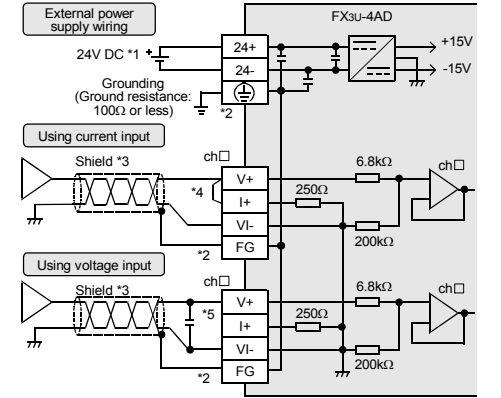 External power
supply wiring
FX3U-4AD
24V DC *1
24+
+15V
24-
-15V
Grounding
(Ground resistance:
100Ω or less)
*2
Using current input
Shield *3
ch□
V+
6.8kΩ
ch□
*4
I+
250Ω
VI-
200kΩ
*2
FG
Using voltage input
Shield *3
ch□
V+
6.8kΩ
ch□
*5
I+
250Ω
VI-
200kΩ
*2
FG